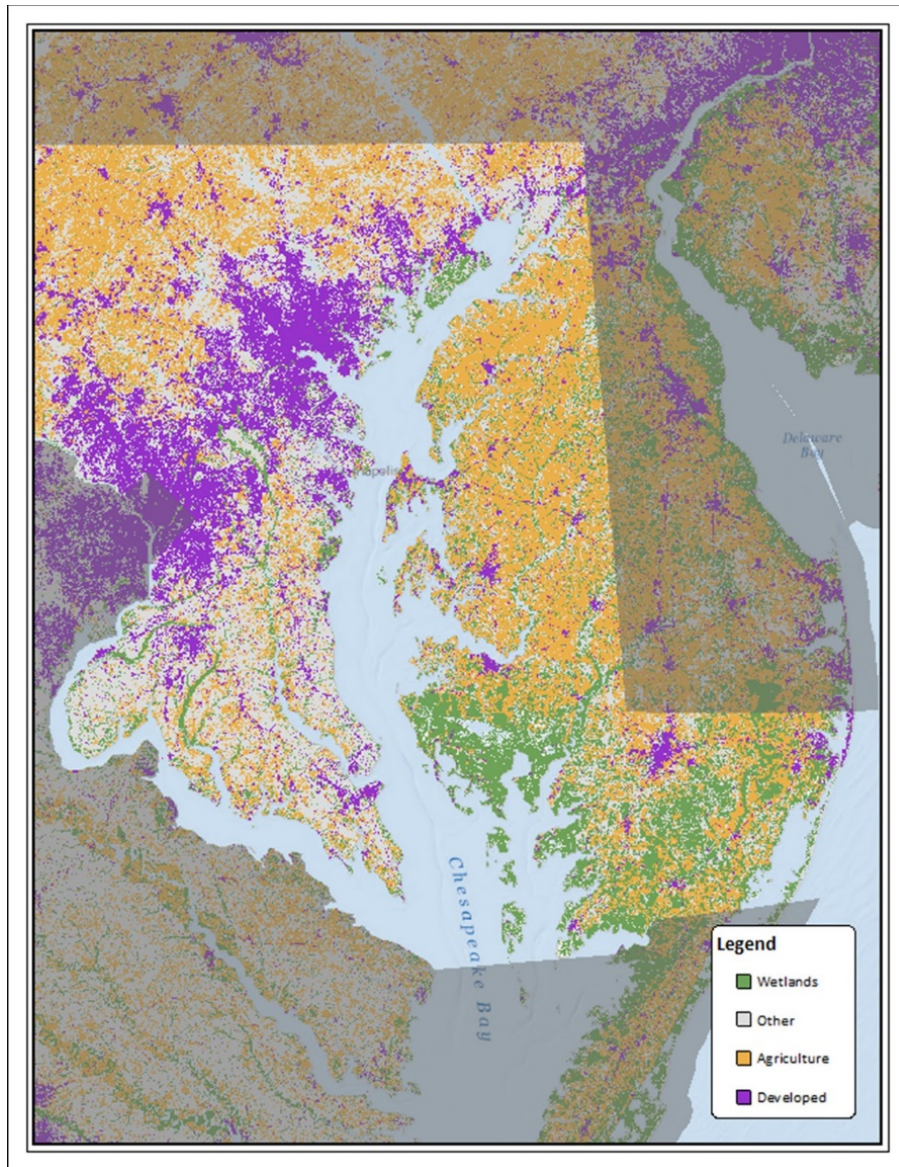 Delaware
Bay
Chesapeake Bay
Legend
Wetlands
Other
Agriculture
Developed